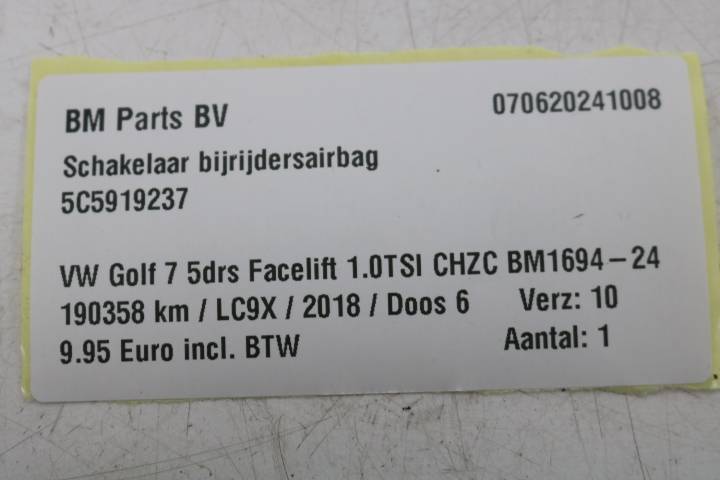 BM Parts BV 070620241008
Schakelaar bijrijdersairbag
5C5919237
VW Golf 7 5drs Facelift 1.0TSI CHZC BM1694-24
190358 km / LC9X / 2018 / Doos 6 Verz: 10
9.95 Euro incl. BTW Aantal: 1